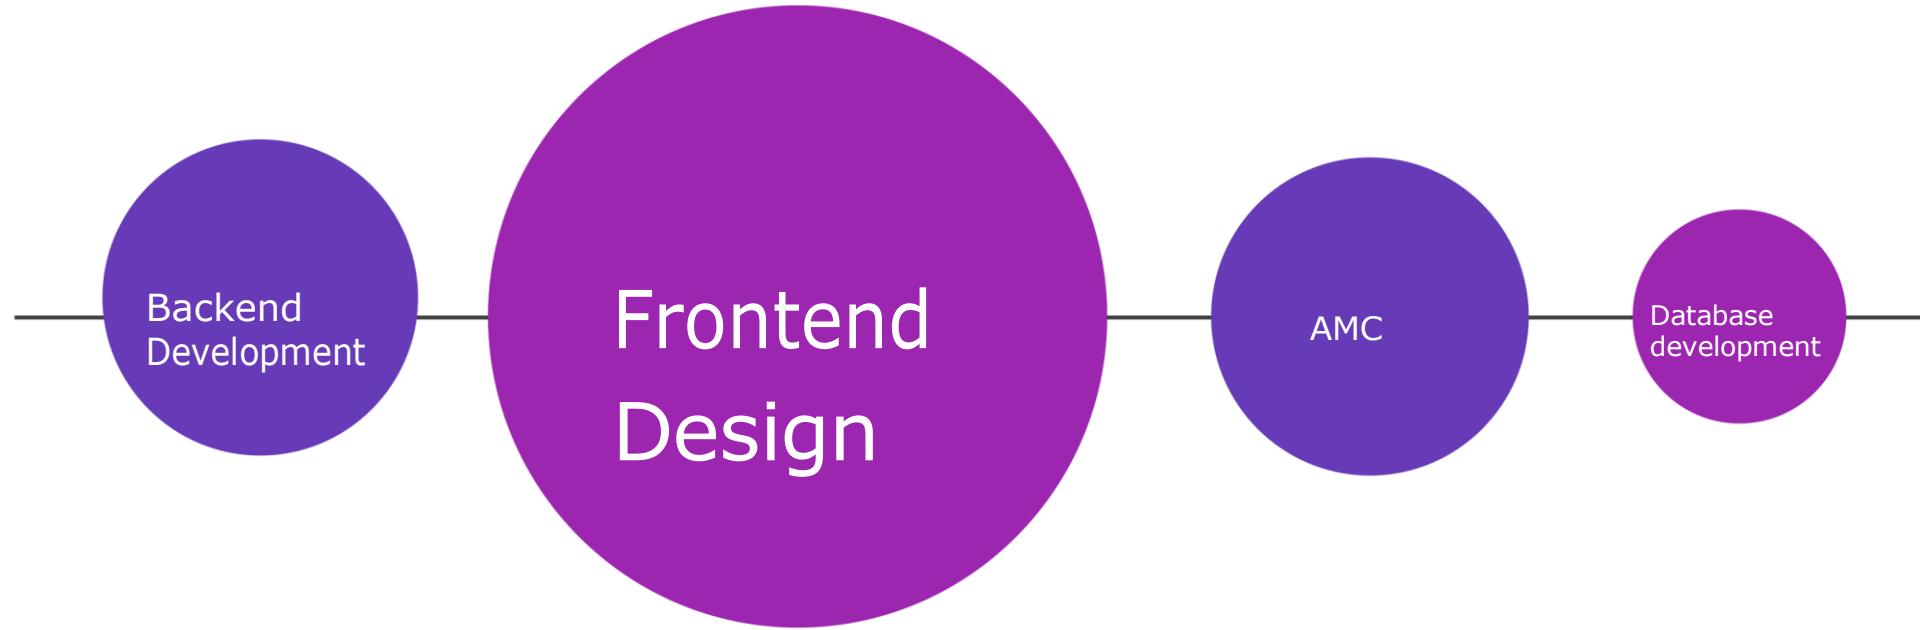 Backend
Development
Frontend
Design
AMC
Database
development